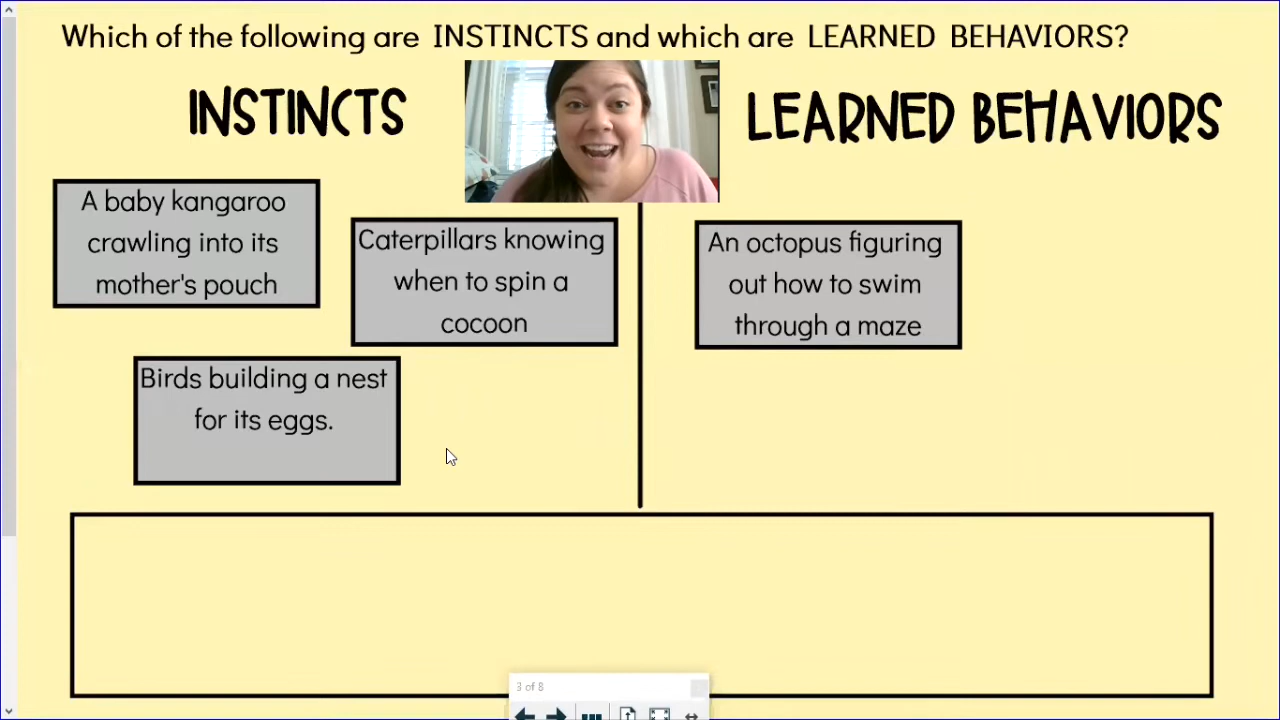 Which of the following are INSTINCTS and which are LEARNED BEHAVIORS?
INSTINCTS
LEARNED BEHAVIORS
A baby kangaroo
crawling into its
mother's pouch
Caterpillars knowing
when to spin a
cocoon
An octopus figuring
out how to swim
through a maze
Birds building a nest
for its eggs.
3 of 8